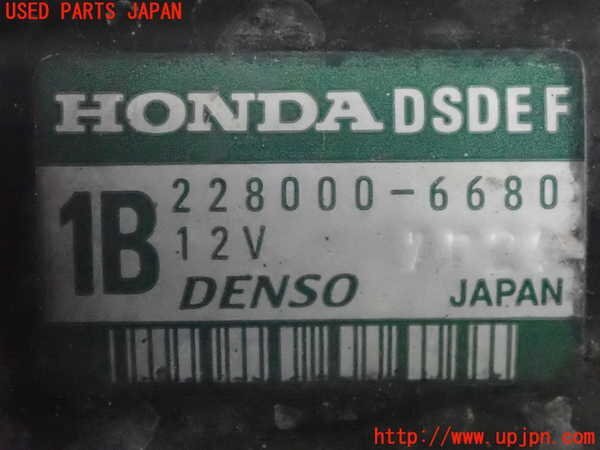 USED PARTS JAPAN
HONDA DSDEF
1B
228000-6680
12V
DENSO JAPAN
http://www.upjpn.com/